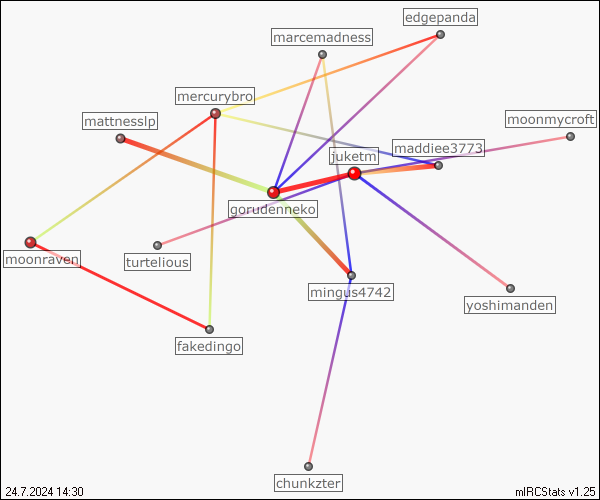 edgepanda
marcemadness
mercurybro
mattnesslp
moonmycroft
maddiee3773
juketm
gorudenneko
moonraven
turtelious
mingus4742
yoshimanden
fakedingo
chunkzter
24.7.2024 14:30
mIRCStats v1.25